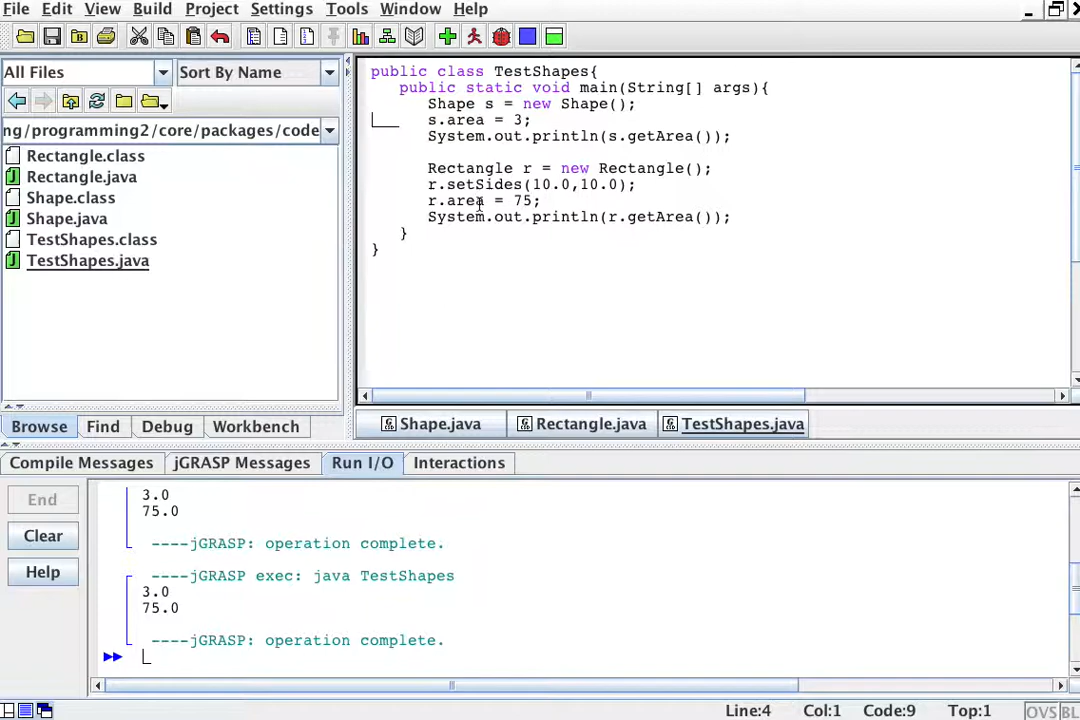 File Edit View Build Project Settings Tools Window Help
All Files Sort By Name
ng/programming2/core/packages/code
Rectangle.class
Rectangle.java
Shape.class
Shape.java
TestShapes.class
TestShapes.java
Browse Find Debug Workbench
public class TestShapes{
public static void main(String[] args){
Shape s = new Shape();
s.area = 3;
System.out.println(s.getArea());
Rectangle r = new Rectangle();
r.setSides(10.0,10.0);
r.area = 75;
System.out.println(r.getArea());
}
}
Shape.java Rectangle.java TestShapes.java
Compile Messages jGRASP Messages Run I/O Interactions
End
Clear
Help
3.0
75.0
----jGRASP: operation complete.
----jGRASP exec: java TestShapes
3.0
75.0
----jGRASP: operation complete.
Line:4 Col:1 Code:9 Top:1 OVS BL